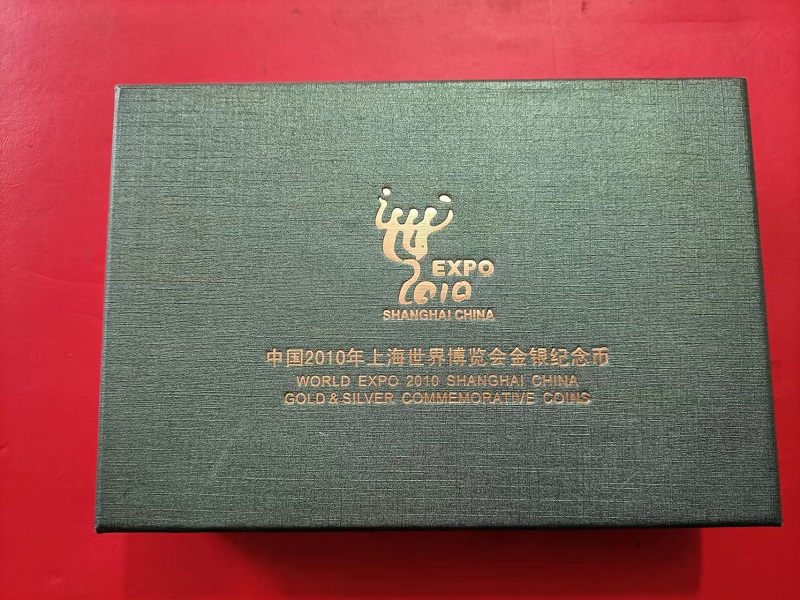 EXPO
2010
SHANGHAI CHINA
中国2010年上海世界博览会金银纪念币
WORLD EXPO 2010 SHANGHAI CHINA
GOLD & SILVER COMMEMORATIVE COINS